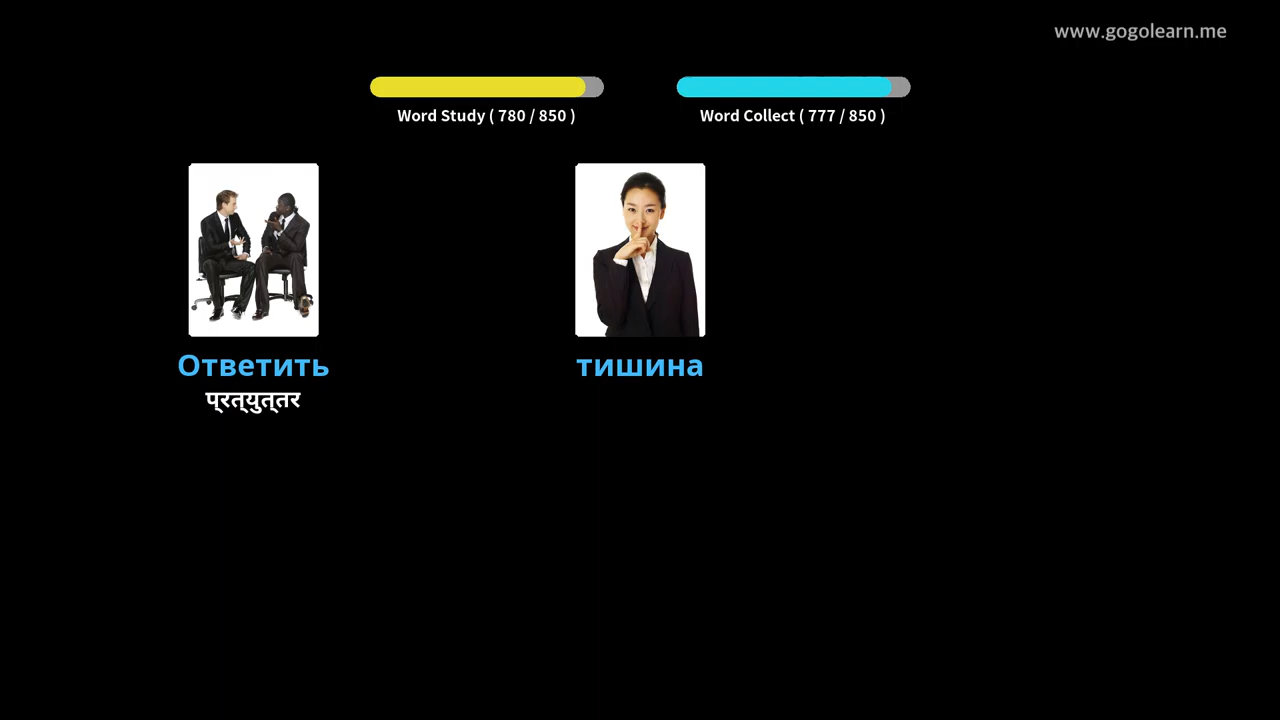 www.gogolearn.me
Word Study ( 780 / 850 )
Word Collect ( 777 / 850 )
Ответить
тишина
प्रत्युत्तर